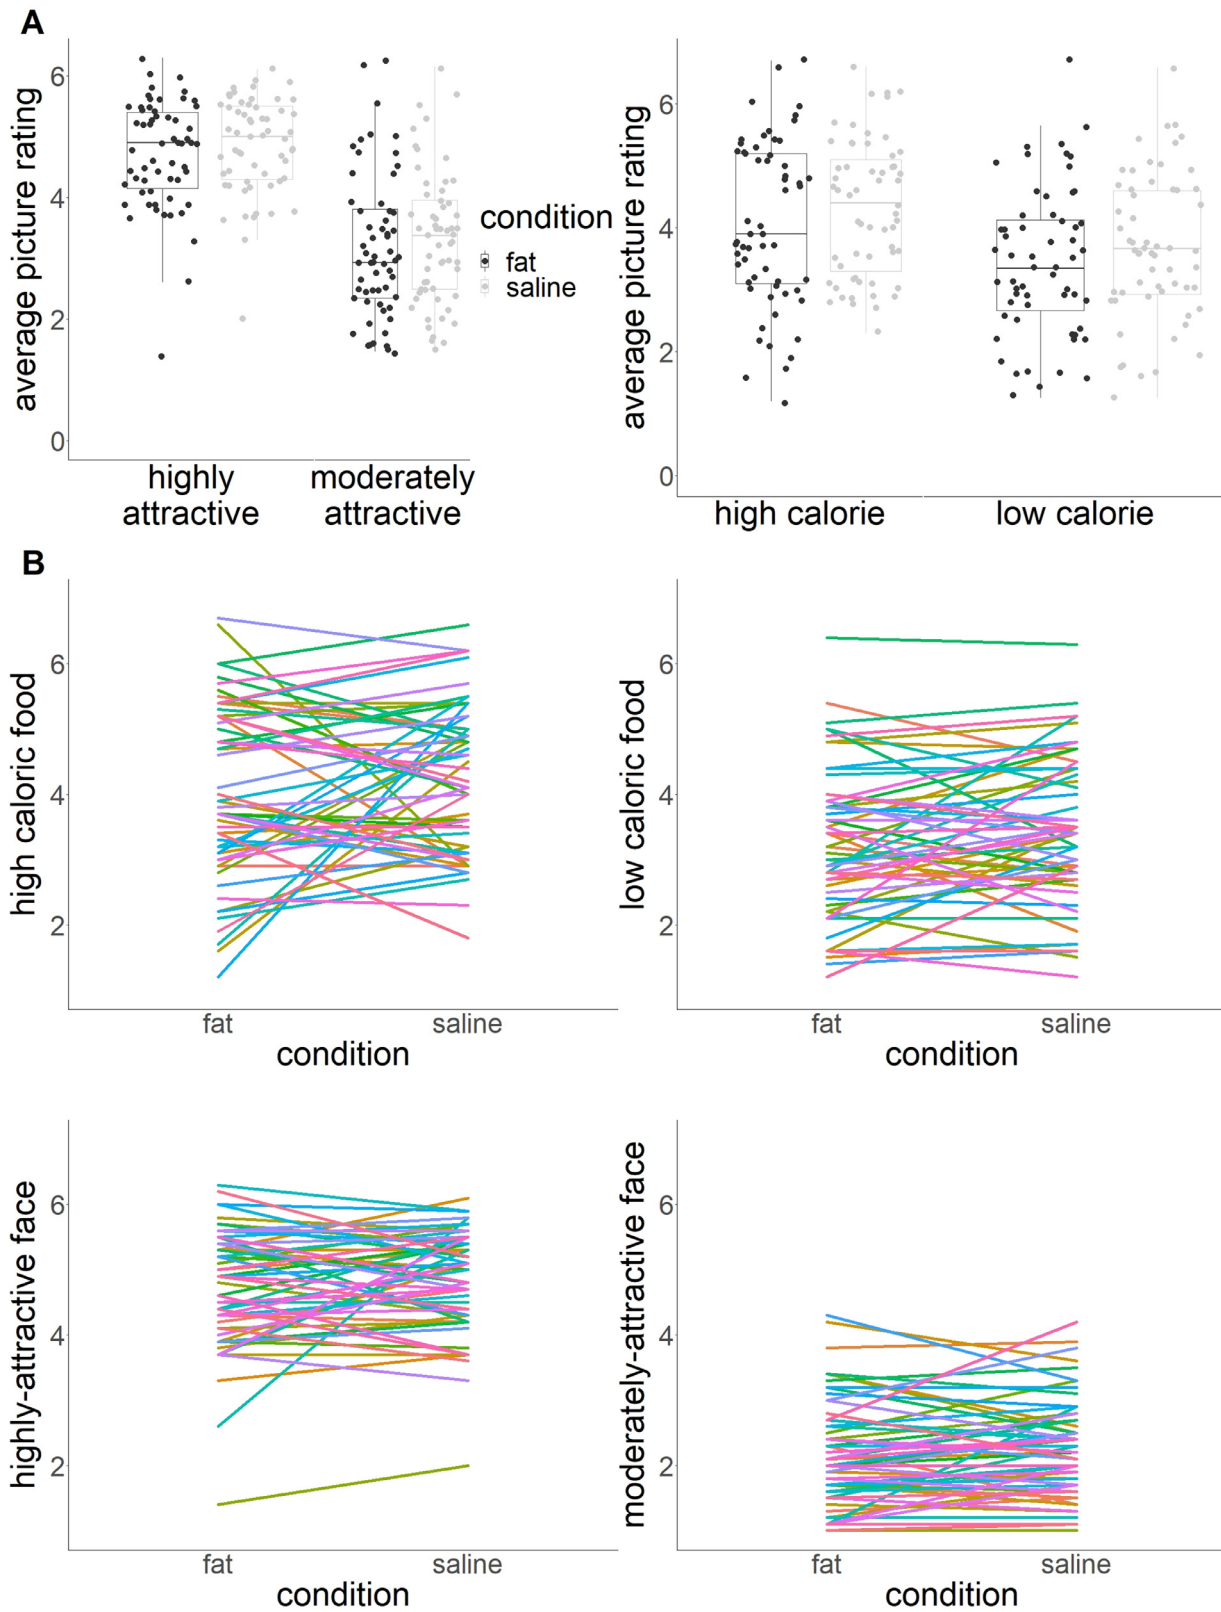 A
average picture rating
6
4
2
0
highly
attractive
moderately
attractive
condition
fat
saline
average picture rating
6
4
2
0
high calorie
low calorie
B
high caloric food
6
4
2
fat
saline
condition
low caloric food
6
4
2
fat
saline
condition
highly-attractive face
6
4
2
fat
saline
condition
moderately-attractive face
6
4
2
fat
saline
condition